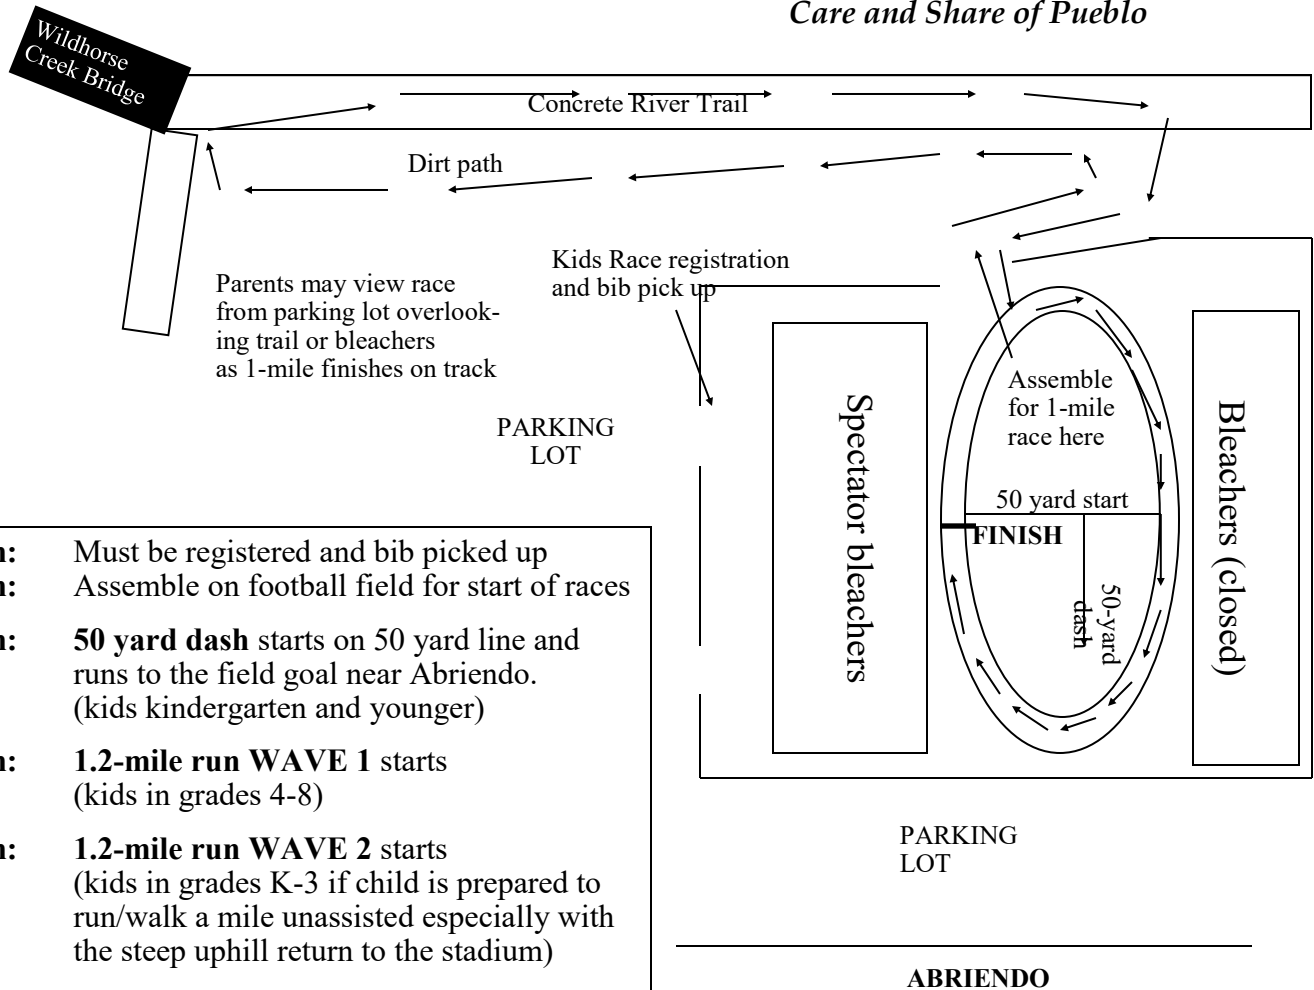 Care and Share of Pueblo
Wildhorse
Creek Bridge
Concrete River Trail
Dirt path
Kids Race registration
and bib pick up
Parents may view race
from parking lot overlook-
ing trail or bleachers
as 1-mile finishes on track
PARKING
LOT
Spectator bleachers
Assemble
for 1-mile
race here
50 yard start
FINISH
50-yard
dash
Bleachers (closed)
Must be registered and bib picked up
Assemble on football field for start of races
50 yard dash starts on 50 yard line and
runs to the field goal near Abriendo.
(kids kindergarten and younger)
1.2-mile run WAVE 1 starts
(kids in grades 4-8)
1.2-mile run WAVE 2 starts
(kids in grades K-3 if child is prepared to
run/walk a mile unassisted especially with
the steep uphill return to the stadium)
PARKING
LOT
ABRIENDO